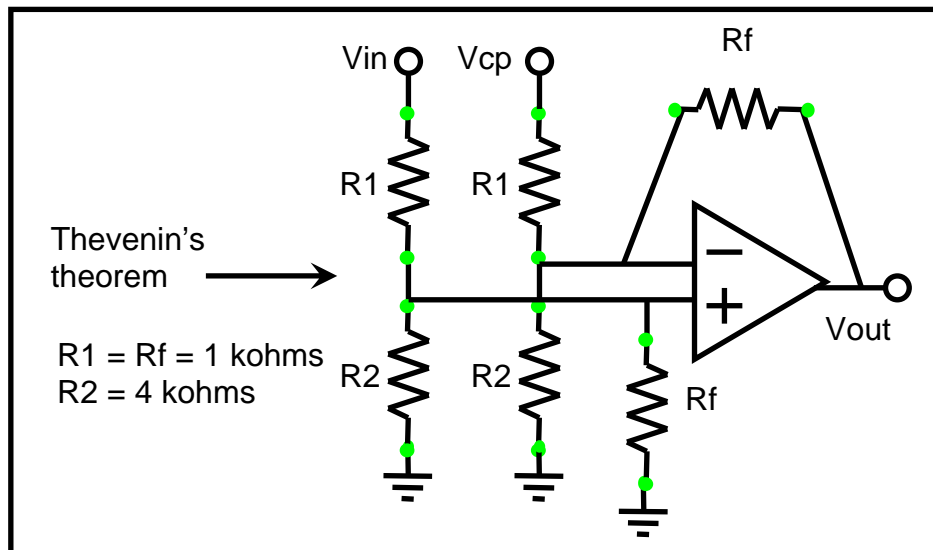 Rf
Vin
Vcp
R1
R1
Thevenin's
theorem
Vout
R1 = Rf = 1 kohms
R2 = 4 kohms
R2
R2
Rf